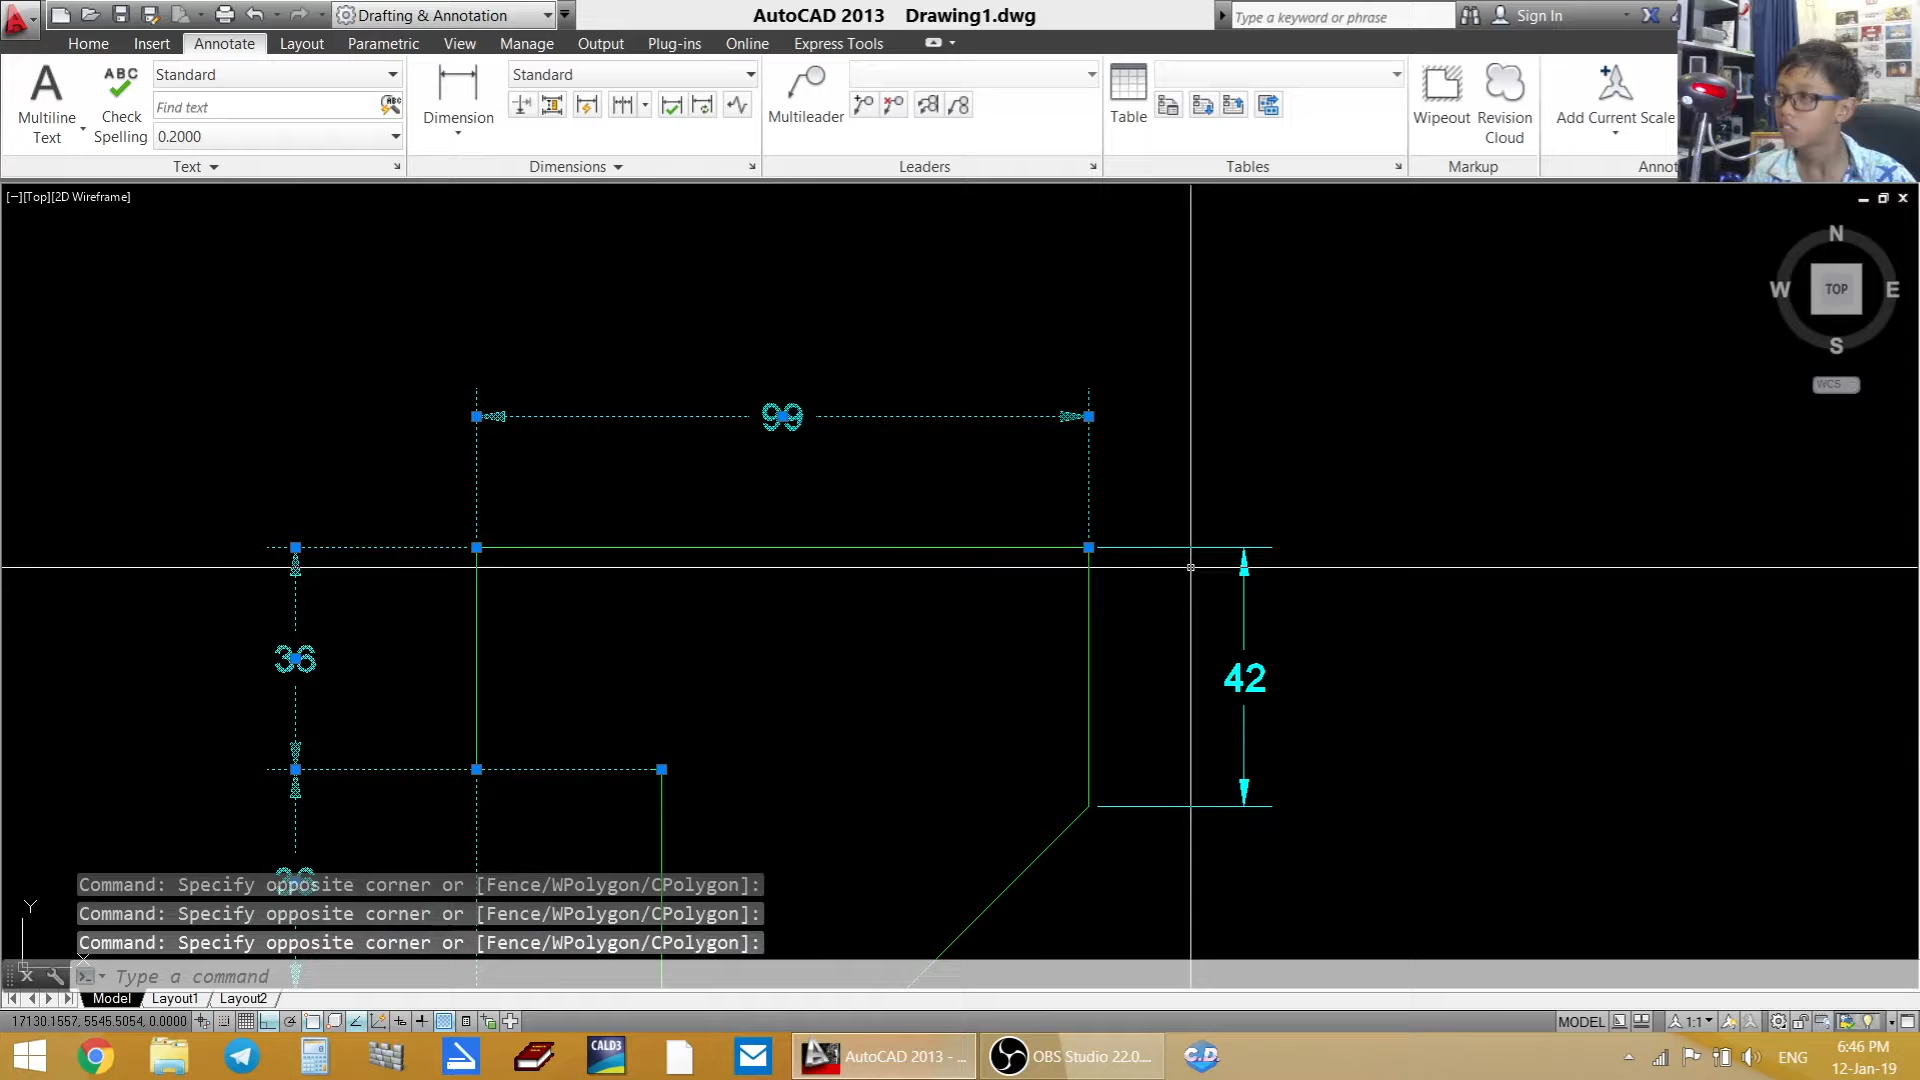 Drafting & Annotation
AutoCAD 2013 Drawing1.dwg
Type a keyword or phrase
Sign In
Home Insert Annotate Layout Parametric View Manage Output Plug-ins Online Express Tools
A
Multiline
Text
ABC
Check
Spelling
Standard
Find text
0.2000
Text
Dimension
Standard
Dimensions
Multileader
Leaders
Table
Tables
Wipeout
Revision
Cloud
Markup
Add Current Scale
Annot
[−][Top][2D Wireframe]
N
W TOP E
S
WCS
99
36
42
36
Command: Specify opposite corner or [Fence/WPolygon/CPolygon]:
Command: Specify opposite corner or [Fence/WPolygon/CPolygon]:
Command: Specify opposite corner or [Fence/WPolygon/CPolygon]:
Y
X
Type a command
Model Layout1 Layout2
17130.1557, 5545.5054, 0.0000
MODEL
1:1
CALD3
AutoCAD 2013 - ...
OBS Studio 22.0....
C.D.
ENG
6:46 PM
12-Jan-19